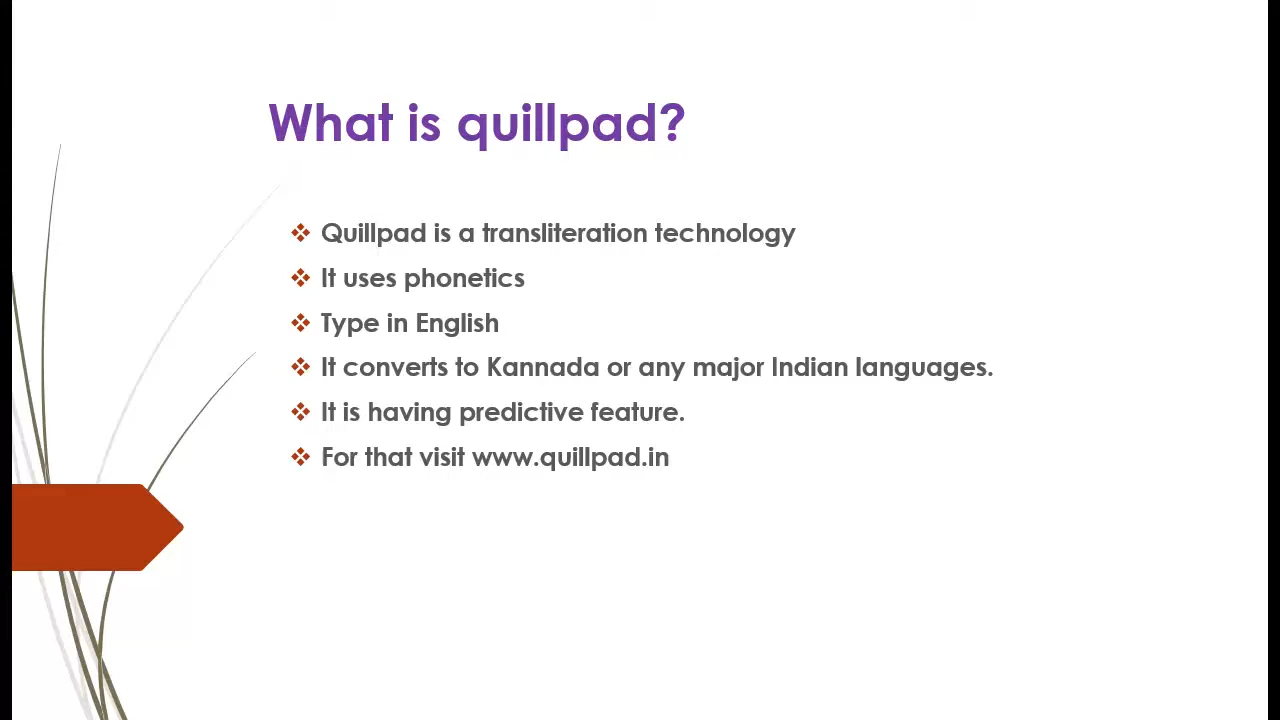 What is quillpad?
Quillpad is a transliteration technology
It uses phonetics
Type in English
It converts to Kannada or any major Indian languages.
It is having predictive feature.
For that visit www.quillpad.in